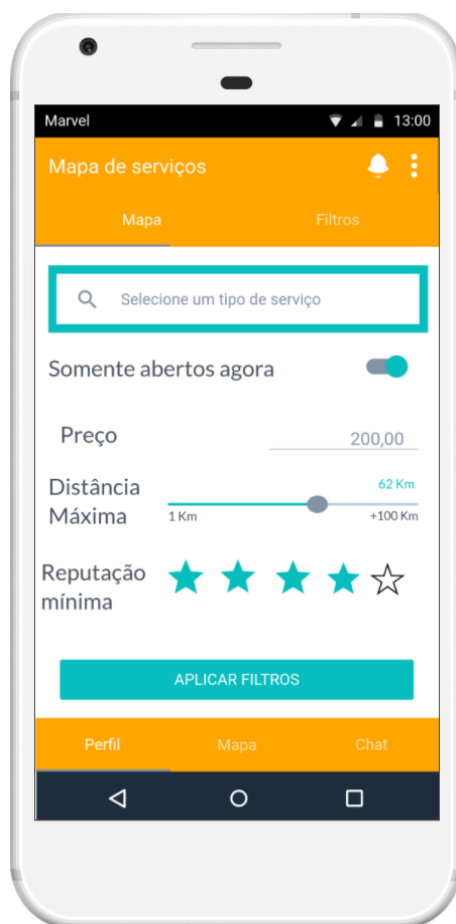 Marvel 13:00
Mapa de serviços
Mapa Filtros
Selecione um tipo de serviço
Somente abertos agora
Preço 200,00
Distância
Máxima
62 Km
1 Km +100 Km
Reputação
mínima
APLICAR FILTROS
Perfil Mapa Chat